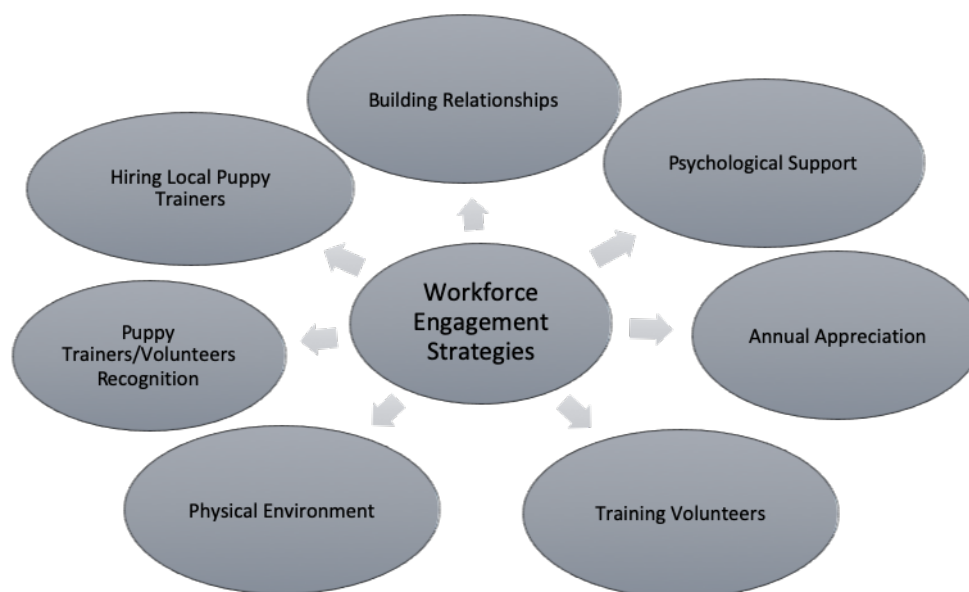 Building Relationships
Psychological Support
Hiring Local Puppy
Trainers
Workforce
Engagement
Strategies
Annual Appreciation
Puppy
Trainers/Volunteers
Recognition
Physical Environment
Training Volunteers